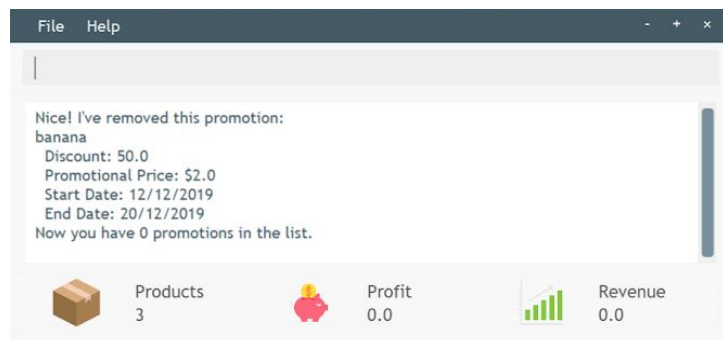 File Help - + ×
Nice! I've removed this promotion:
banana
Discount: 50.0
Promotional Price: $2.0
Start Date: 12/12/2019
End Date: 20/12/2019
Now you have 0 promotions in the list.
$
Products
3
Profit
0.0
Revenue
0.0